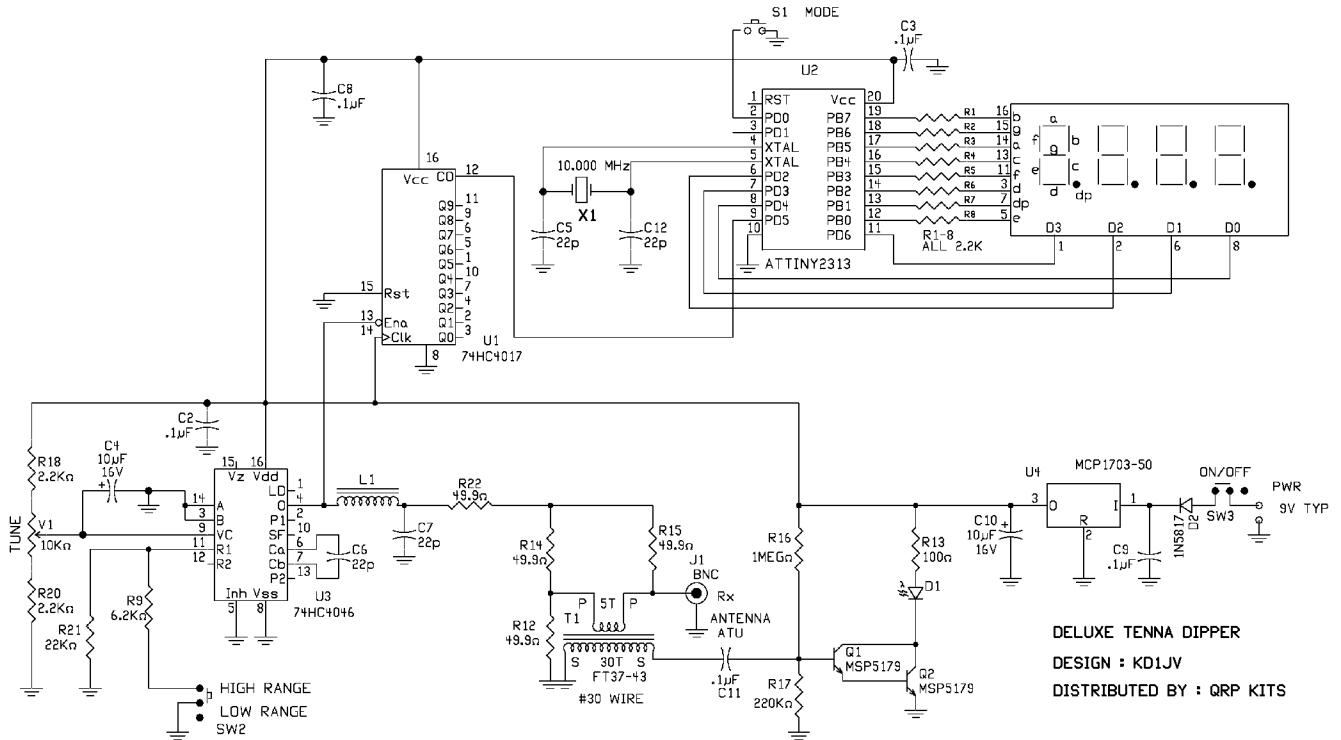 S1 MODE
C3
.1µF
U2
C8
.1µF
1 RST Vcc 20
2 PD0 PB7 19
3 PD1 PB6 18
4 XTAL PB5 17
5 XTAL PB4 16
6 PD2 PB3 15
7 PD3 PB2 14
8 PD4 PB1 13
9 PD5 PB0 12
10 PD6 11
ATTINY2313
R1
R2
R3
R4
R5
R6
R7
R8
R1-8
ALL 2.2K
16 b
15 g
14 a
13 c
11 f
3 d
7 dp
5 e
a
f
b
g
e
c
d
dp
D3 D2 D1 D0
1 2 6 8
10.000 MHz
X1
C5
22p
C12
22p
16
Vcc CO 12
Q9 11
Q8 9
Q7 6
Q6 5
Q5 1
Q4 10
Q3 7
Q2 4
Q1 2
Q0 3
15 Rst
13 Ena
14 >Clk
8
U1
74HC4017
C2
.1µF
C4
10µF
16V
R18
2.2KΩ
TUNE
V1
10KΩ
R20
2.2KΩ
R21
22KΩ
R9
6.2KΩ
15 16
Vz Vdd
LD 1
14 A O 4
3 B P1 2
9 VC SF 10
11 R1 Ca 6
12 R2 Cb 7
P2 13
Inh Vss
5 8
U3
74HC4046
HIGH RANGE
LOW RANGE
SW2
L1
C7
22p
C6
22p
R22
49.9Ω
R14
49.9Ω
R15
49.9Ω
R12
49.9Ω
J1
BNC
Rx
ANTENNA
ATU
P 5T P
T1
S 30T S
FT37-43
#30 WIRE
.1µF
C11
R16
1MEGΩ
R17
220KΩ
R13
100Ω
D1
Q1
MSP5179
Q2
MSP5179
C10
10µF
16V
U4
MCP1703-50
3 O I 1
R
2
C9
.1µF
1N5817
D2
ON/OFF
SW3
PWR
9V TYP
DELUXE TENNA DIPPER
DESIGN : KD1JV
DISTRIBUTED BY : QRP KITS